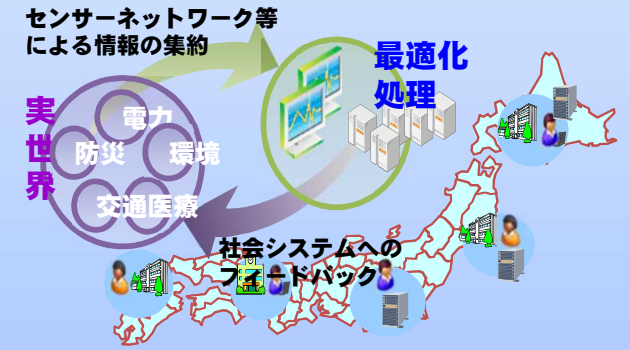 センサーネットワーク等
による情報の集約
最適化
処理
実世界
電力
防災 環境
交通医療
社会システムへの
フィードバック